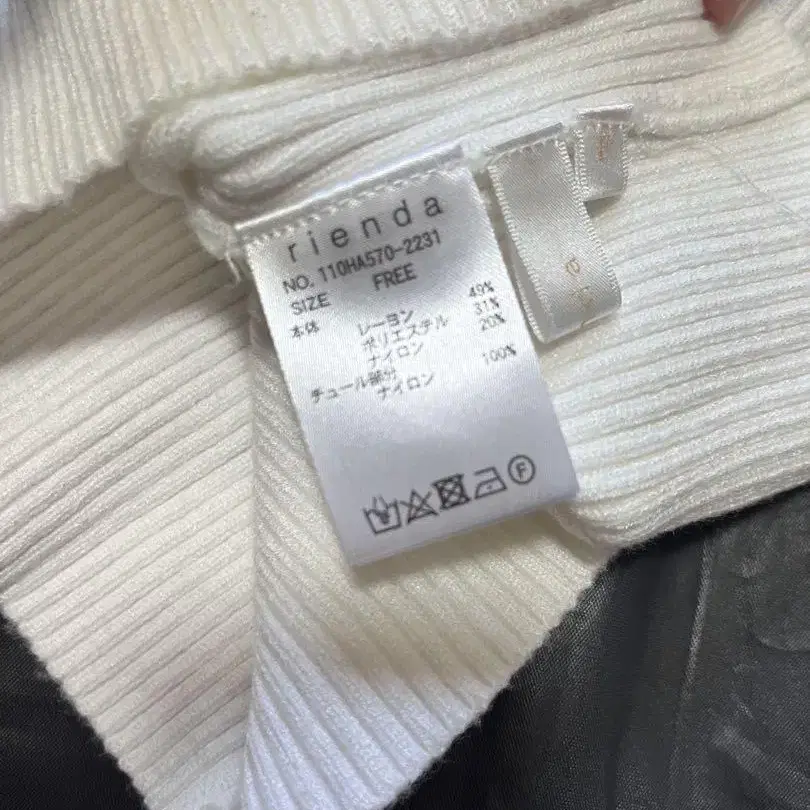 rienda
NO. 110HA570-2231
SIZE FREE
本体 レーヨン 49%
ポリエステル 31%
ナイロン 20%
チュール部分
ナイロン 100%
F